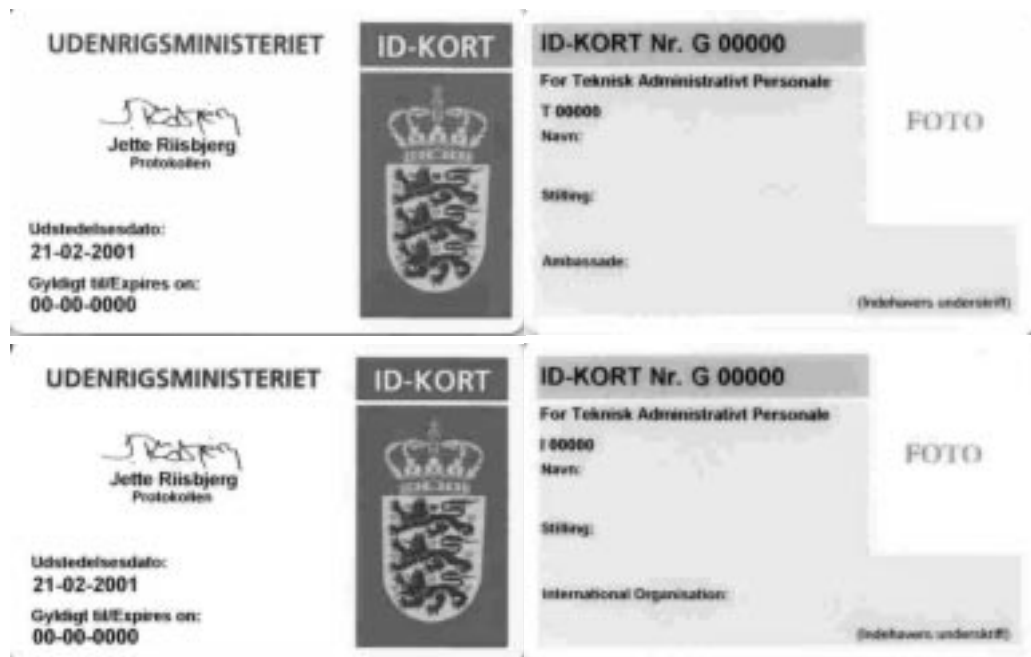 UDENRIGSMINISTERIET
ID-KORT
Jette Riisbjerg
Protokollen
Udstedelsesdato:
21-02-2001
Gyldigt til/Expires on:
00-00-0000
ID-KORT Nr. G 00000
For Teknisk Administrativt Personale
T 00000
Navn:
FOTO
Stilling:
Ambassade:
(Indehavers underskrift)
UDENRIGSMINISTERIET
ID-KORT
Jette Riisbjerg
Protokollen
Udstedelsesdato:
21-02-2001
Gyldigt til/Expires on:
00-00-0000
ID-KORT Nr. G 00000
For Teknisk Administrativt Personale
I 00000
Navn:
FOTO
Stilling:
International Organisation:
(Indehavers underskrift)